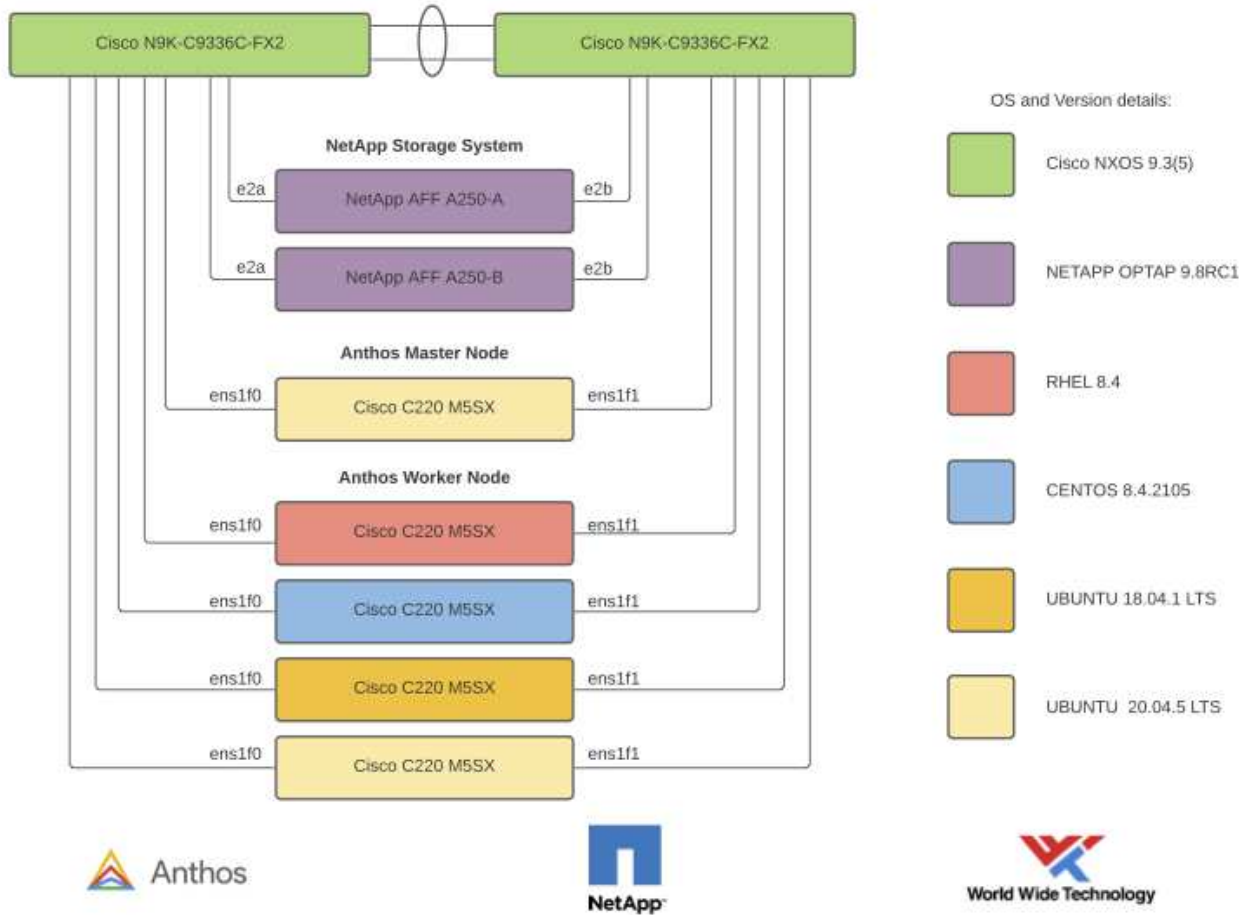 Cisco N9K-C9336C-FX2
Cisco N9K-C9336C-FX2
OS and Version details:
NetApp Storage System
e2a
NetApp AFF A250-A
e2b
e2a
NetApp AFF A250-B
e2b
Anthos Master Node
ens1f0
Cisco C220 M5SX
ens1f1
Anthos Worker Node
ens1f0
Cisco C220 M5SX
ens1f1
ens1f0
Cisco C220 M5SX
ens1f1
ens1f0
Cisco C220 M5SX
ens1f1
ens1f0
Cisco C220 M5SX
ens1f1
Cisco NXOS 9.3(5)
NETAPP OPTAP 9.8RC1
RHEL 8.4
CENTOS 8.4.2105
UBUNTU 18.04.1 LTS
UBUNTU 20.04.5 LTS
Anthos
NetApp
World Wide Technology